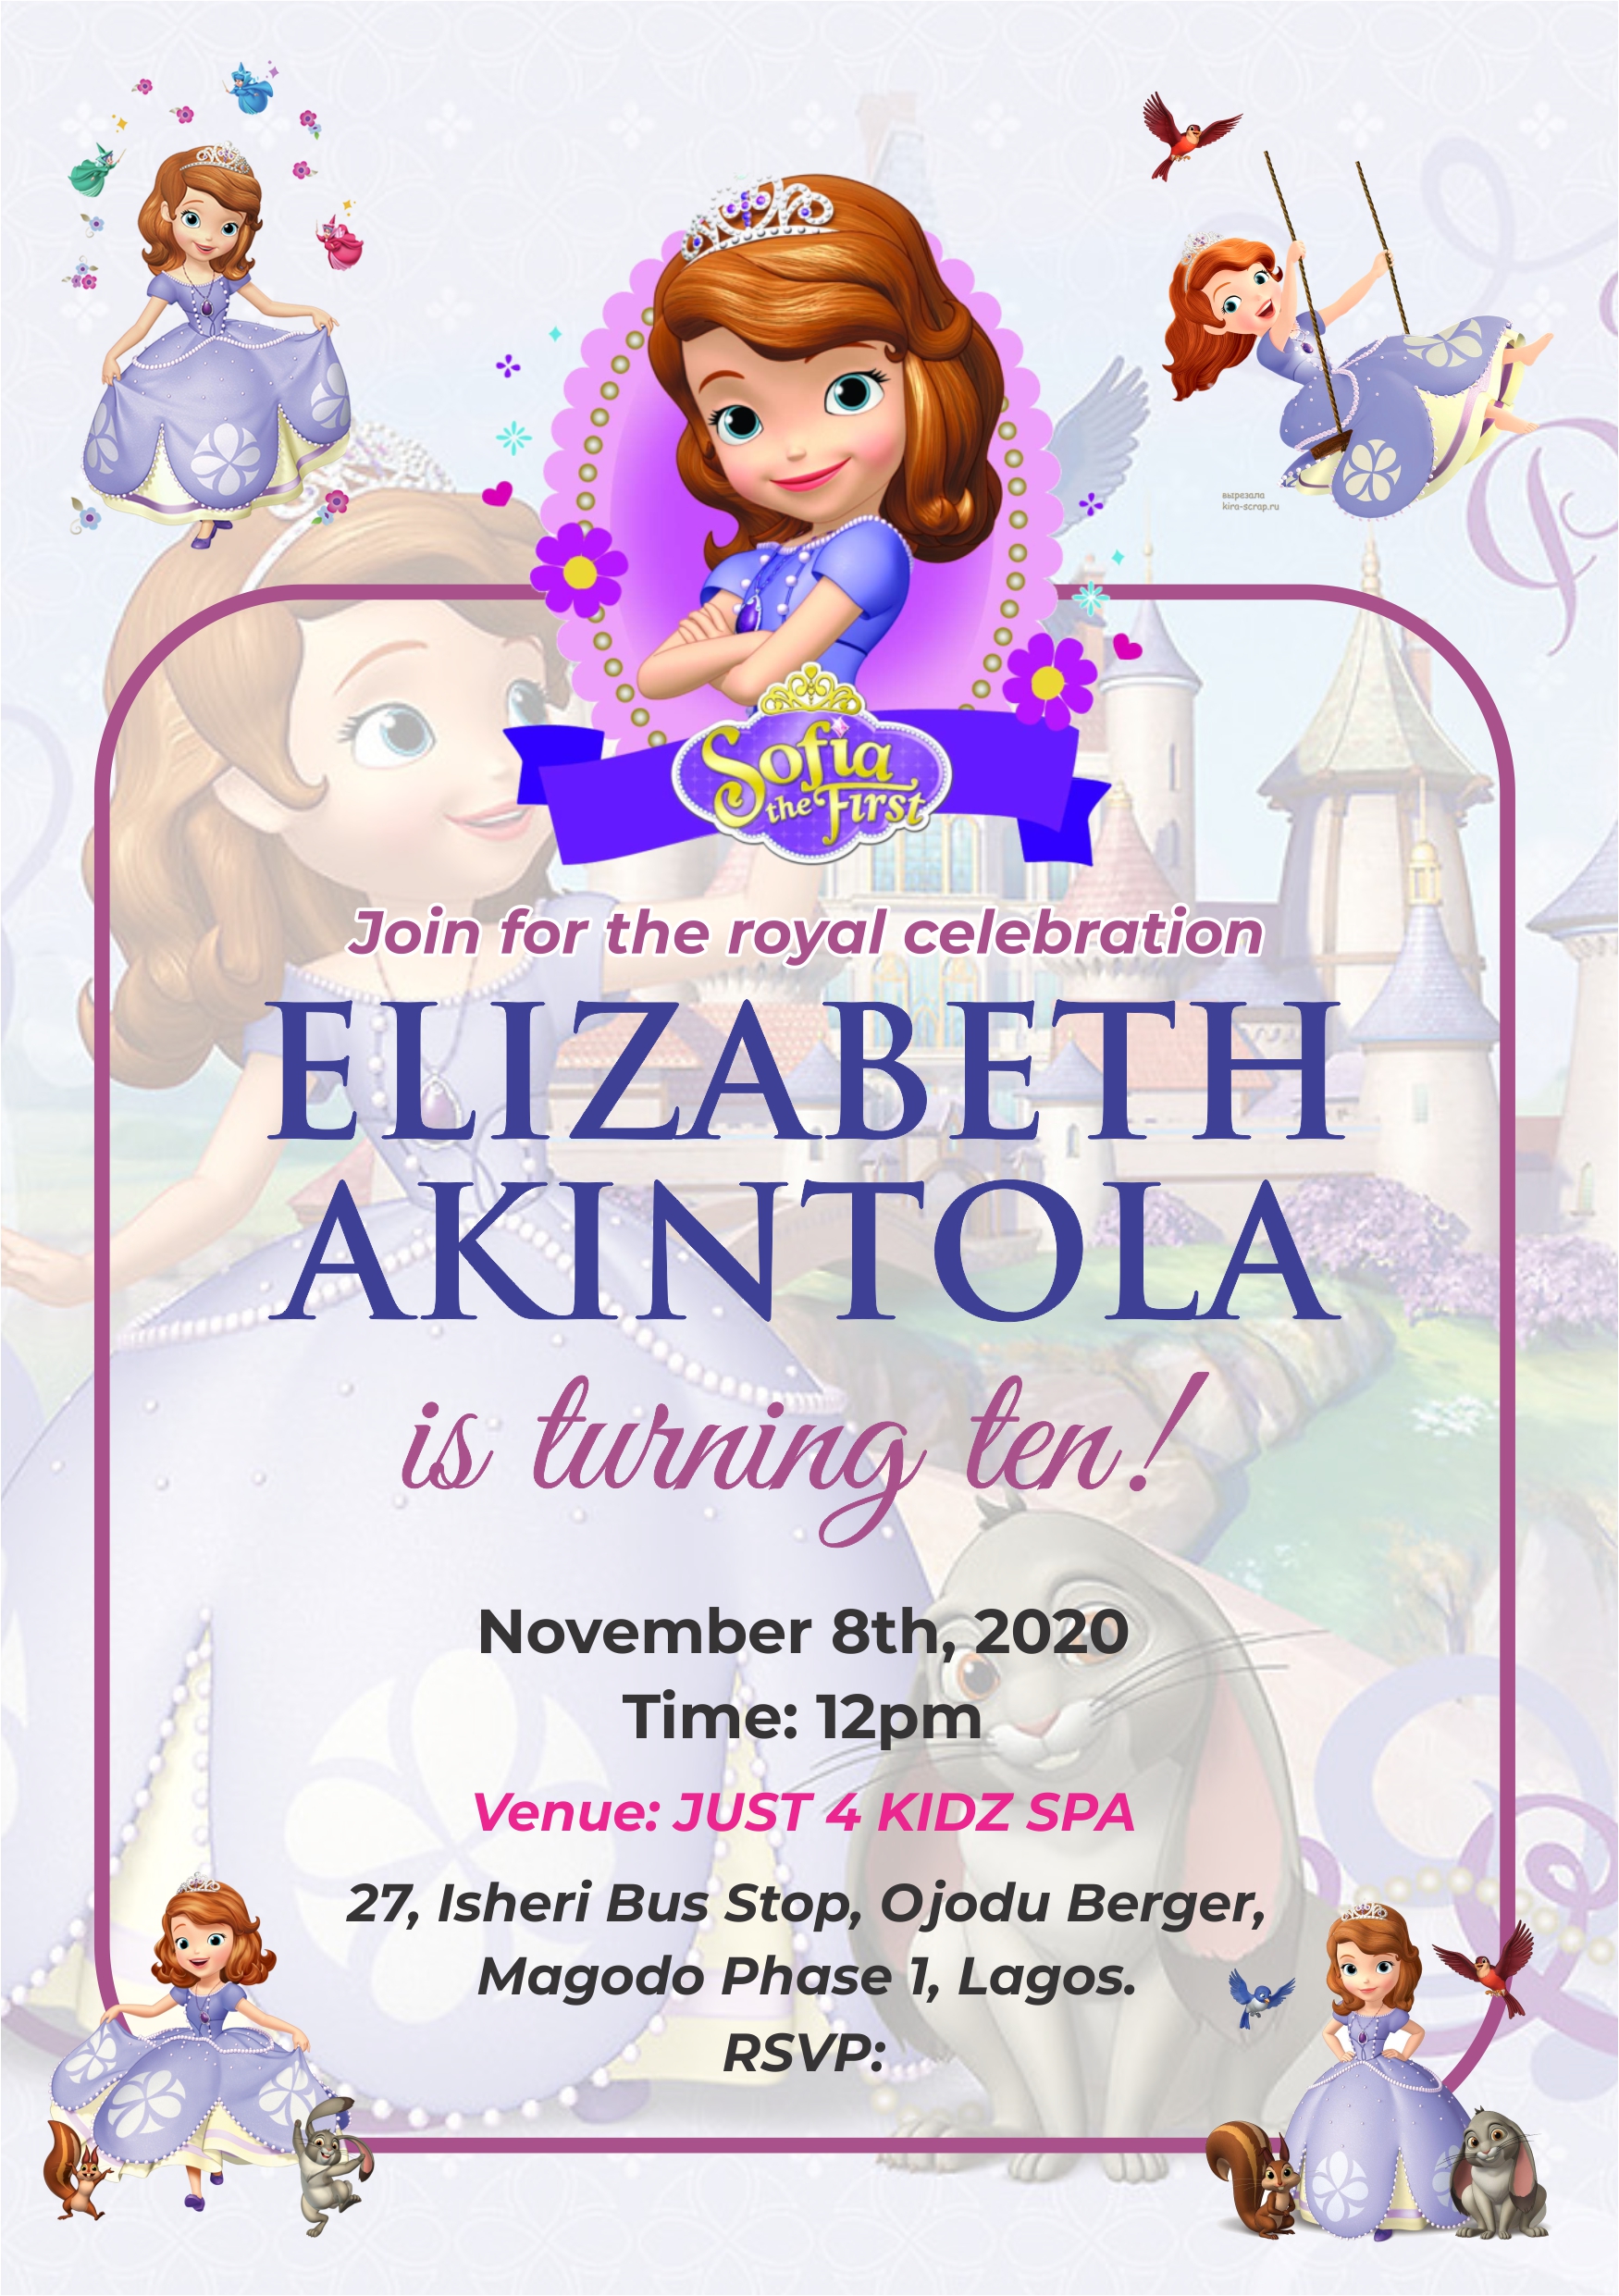 вырезала
kira-scrap.ru
Sofia
the First
Join for the royal celebration
ELIZABETH
AKINTOLA
is turning ten!
November 8th, 2020
Time: 12pm
Venue: JUST 4 KIDZ SPA
27, Isheri Bus Stop, Ojodu Berger,
Magodo Phase 1, Lagos.
RSVP: